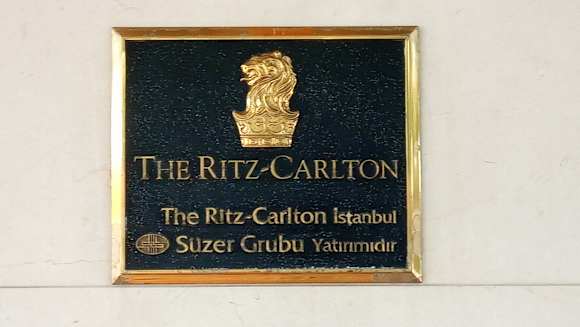 THE RITZ-CARLTON
The Ritz-Carlton İstanbul
Süzer Grubu Yatırımıdır